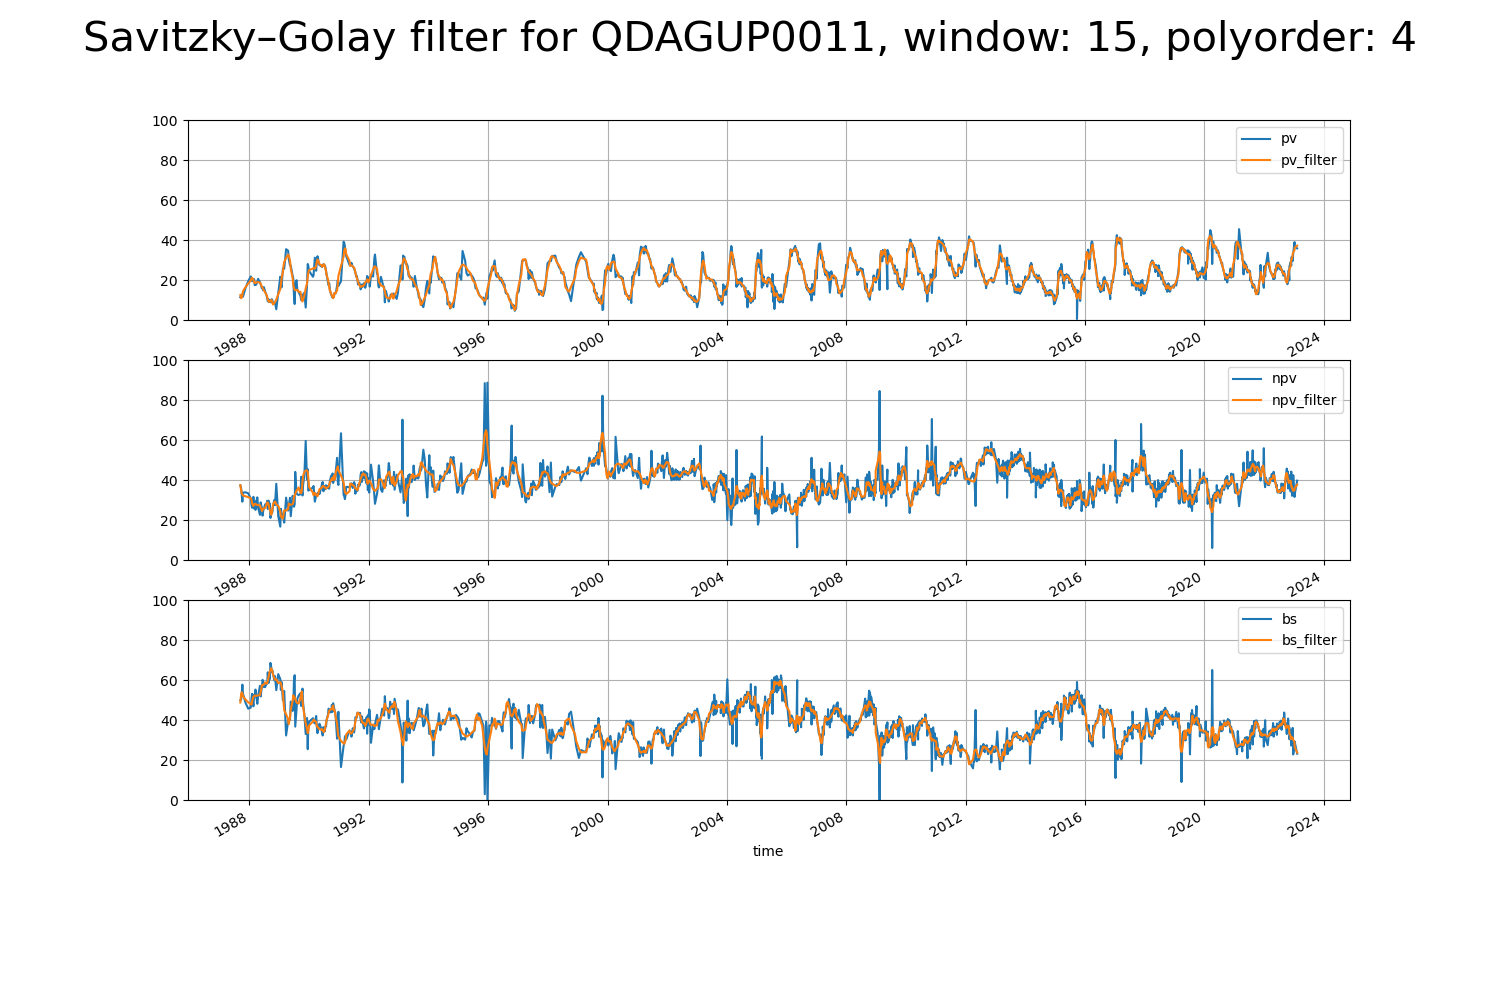 Savitzky–Golay filter for QDAGUP0011, window: 15, polyorder: 4
100
80
60
40
20
0
pv
pv_filter
1988 1992 1996 2000 2004 2008 2012 2016 2020 2024
100
80
60
40
20
0
npv
npv_filter
1988 1992 1996 2000 2004 2008 2012 2016 2020 2024
100
80
60
40
20
0
bs
bs_filter
1988 1992 1996 2000 2004 2008 2012 2016 2020 2024
time